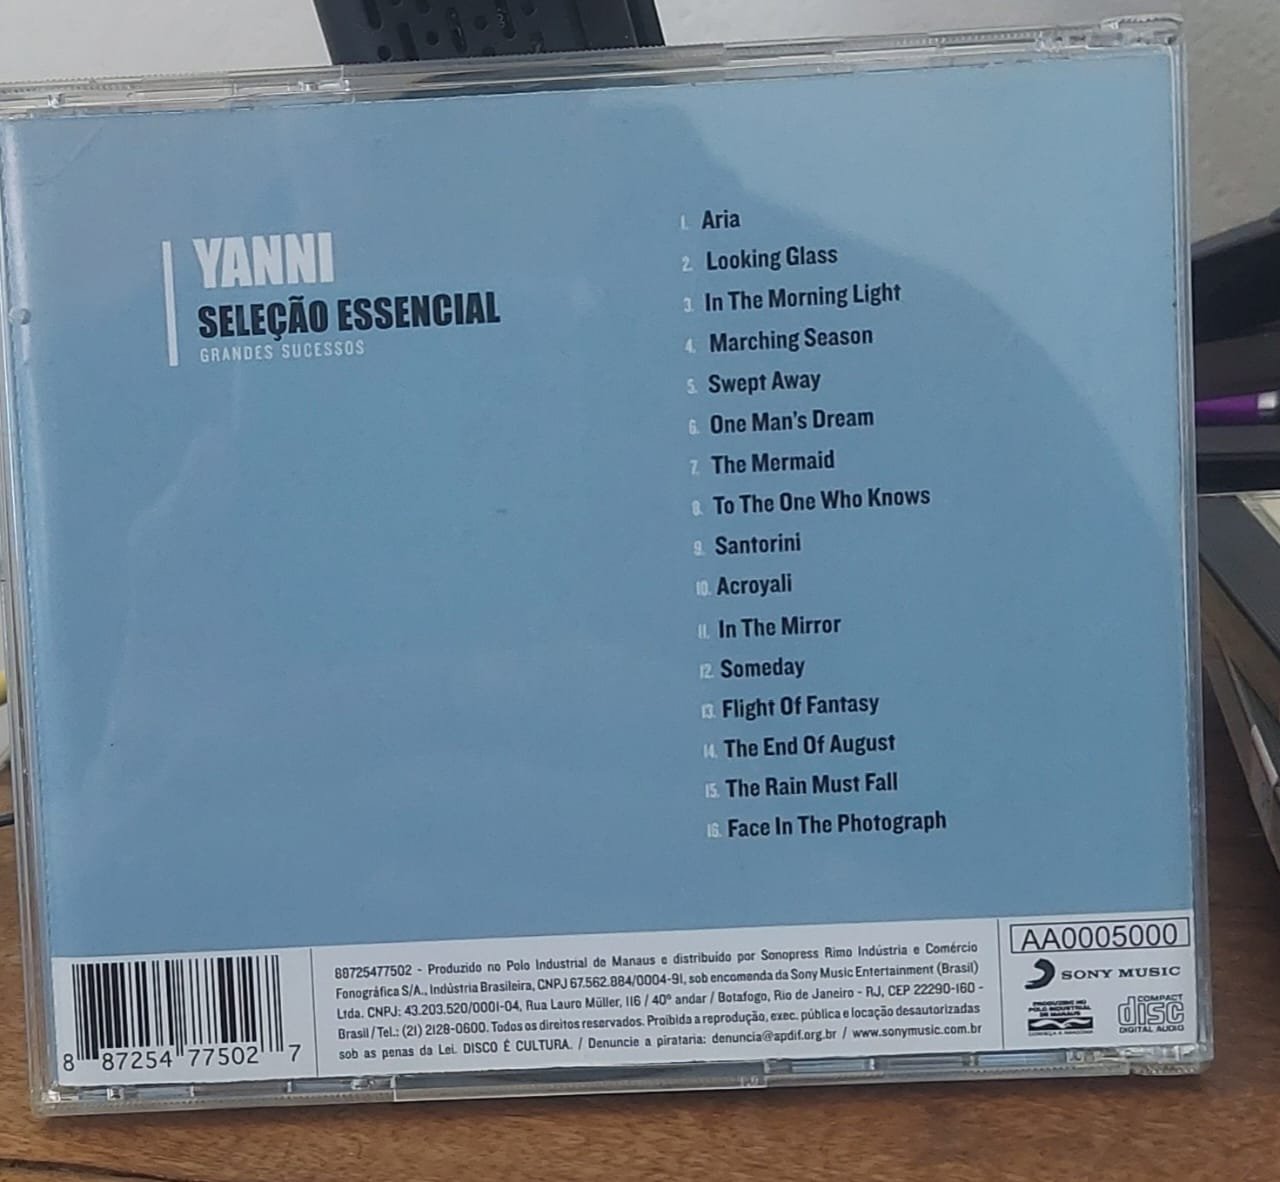 YANNI
SELEÇÃO ESSENCIAL
GRANDES SUCESSOS
1. Aria
2. Looking Glass
3. In The Morning Light
4. Marching Season
5. Swept Away
6. One Man's Dream
7. The Mermaid
8. To The One Who Knows
9. Santorini
10. Acroyali
11. In The Mirror
12. Someday
13. Flight Of Fantasy
14. The End Of August
15. The Rain Must Fall
16. Face In The Photograph
8 87254 77502 7
88725477502 - Produzido no Polo Industrial de Manaus e distribuído por Sonopress Rimo Indústria e Comércio
Fonográfica S/A., Indústria Brasileira, CNPJ 67.562.884/0004-91, sob encomenda da Sony Music Entertainment (Brasil)
Ltda. CNPJ: 43.203.520/0001-04, Rua Lauro Müller, 116 / 40º andar / Botafogo, Rio de Janeiro - RJ, CEP 22290-160 -
Brasil / Tel.: (21) 2128-0600. Todos os direitos reservados. Proibida a reprodução, exec. pública e locação desautorizadas
sob as penas da Lei. DISCO É CULTURA. / Denuncie a pirataria: denuncia@apdif.org.br / www.sonymusic.com.br
AA0005000
SONY MUSIC
PRODUZIDO NO
POLO INDUSTRIAL
DE MANAUS
CONHEÇA A AMAZÔNIA
COMPACT
disc
DIGITAL AUDIO